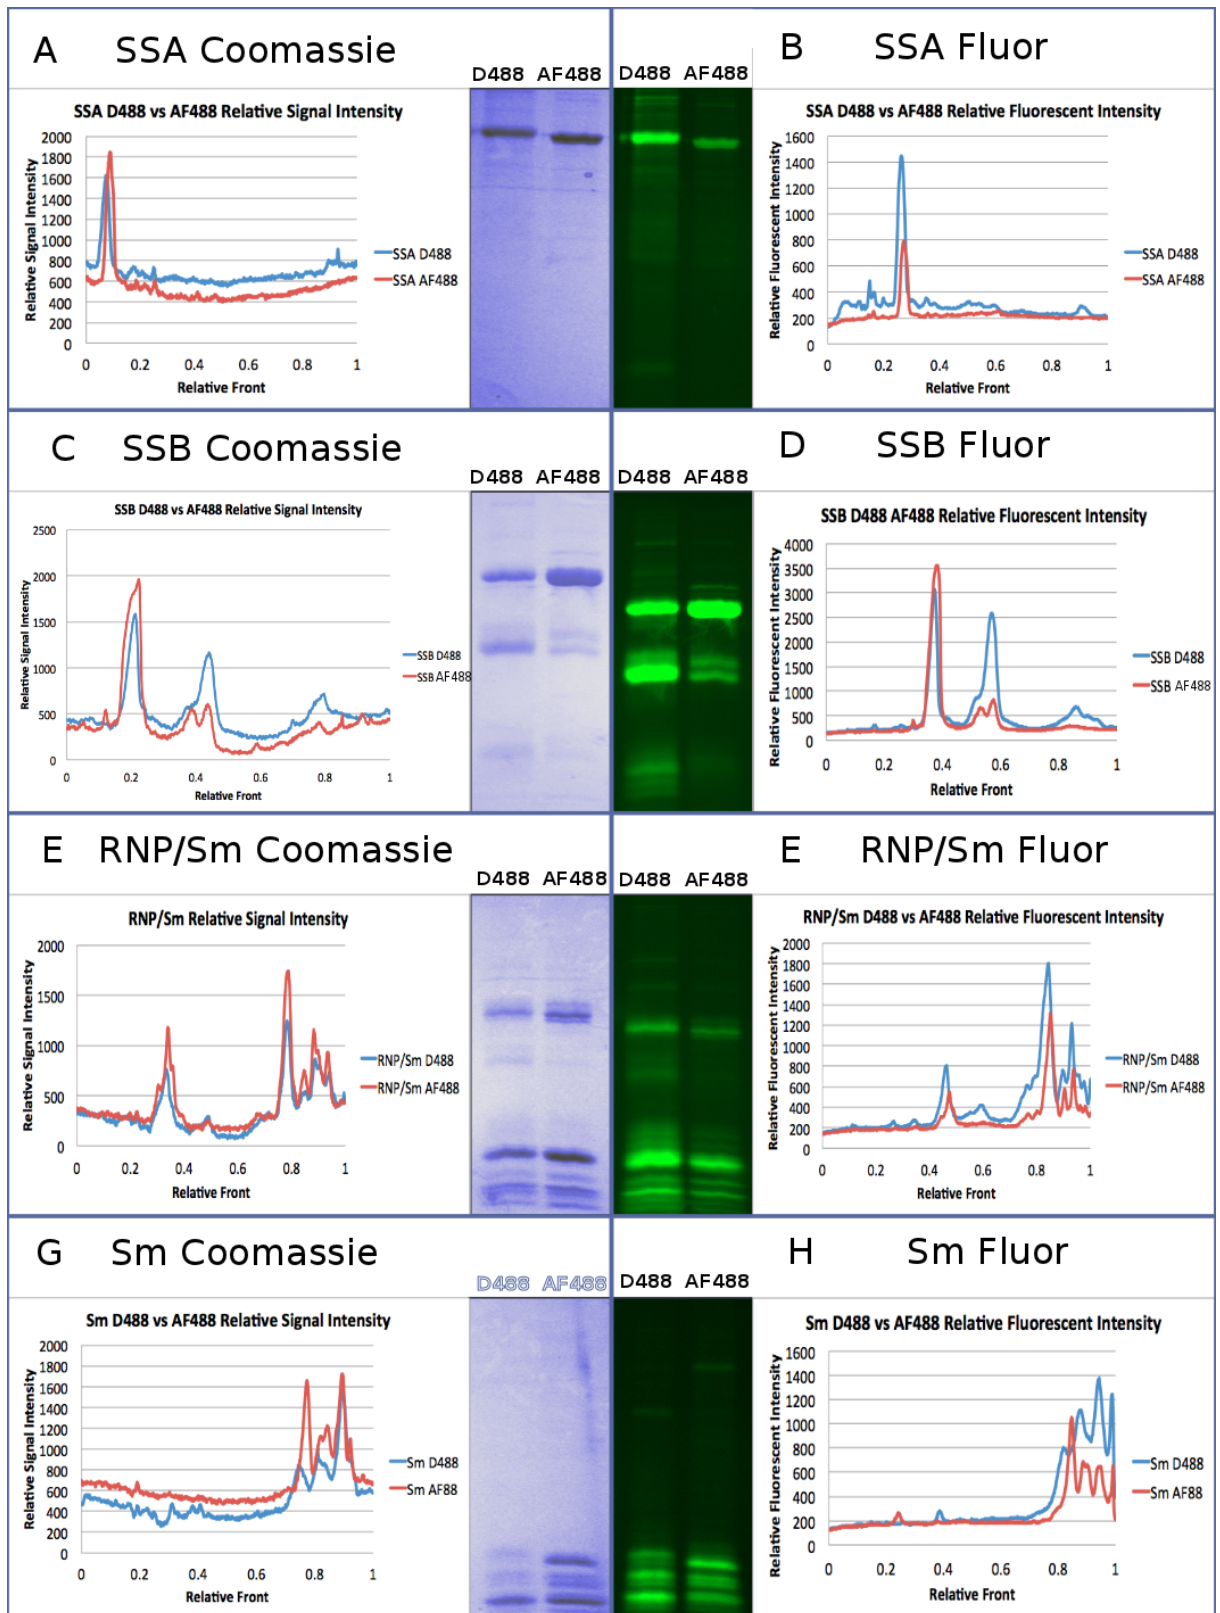 A SSA Coomassie
D488 AF488
SSA D488 vs AF488 Relative Signal Intensity
Relative Signal Intensity
2000
1800
1600
1400
1200
1000
800
600
400
200
0
0 0.2 0.4 0.6 0.8 1
Relative Front
SSA D488
SSA AF488
B SSA Fluor
D488 AF488
SSA D488 vs AF488 Relative Fluorescent Intensity
Relative Fluorescent Intensity
1600
1400
1200
1000
800
600
400
200
0
0 0.2 0.4 0.6 0.8 1
Relative Front
SSA D488
SSA AF488
C SSB Coomassie
D488 AF488
SSB D488 vs AF488 Relative Signal Intensity
Relative Signal Intensity
2500
2000
1500
1000
500
0
0 0.2 0.4 0.6 0.8 1
Relative Front
SSB D488
SSB AF488
D SSB Fluor
D488 AF488
SSB D488 AF488 Relative Fluorescent Intensity
Relative Fluorescent Intensity
4000
3500
3000
2500
2000
1500
1000
500
0
0 0.2 0.4 0.6 0.8 1
Relative Front
SSB D488
SSB AF488
E RNP/Sm Coomassie
D488 AF488
RNP/Sm Relative Signal Intensity
Relative Signal Intensity
2000
1500
1000
500
0
0 0.2 0.4 0.6 0.8 1
Relative Front
RNP/Sm D488
RNP/Sm AF488
E RNP/Sm Fluor
D488 AF488
RNP/Sm D488 vs AF488 Relative Fluorescent Intensity
Relative Fluorescent Intensity
2000
1800
1600
1400
1200
1000
800
600
400
200
0
0 0.2 0.4 0.6 0.8 1
Relative Front
RNP/Sm D488
RNP/Sm AF488
G Sm Coomassie
D488 AF488
Sm D488 vs AF488 Relative Signal Intensity
Relative Signal Intensity
2000
1800
1600
1400
1200
1000
800
600
400
200
0
0 0.2 0.4 0.6 0.8 1
Relative Front
Sm D488
Sm AF88
H Sm Fluor
D488 AF488
Sm D488 vs AF488 Relative Fluorescent Intensity
Relative Fluorescent Intensity
1600
1400
1200
1000
800
600
400
200
0
0 0.2 0.4 0.6 0.8 1
Relative Front
Sm D488
Sm AF88